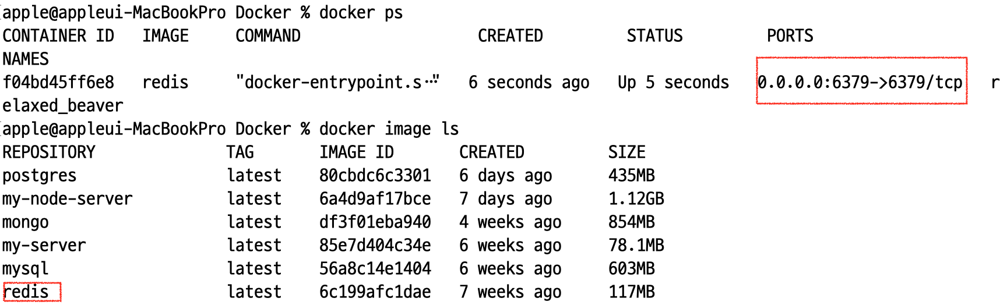 apple@appleui-MacBookPro Docker % docker ps
CONTAINER ID   IMAGE     COMMAND                   CREATED         STATUS         PORTS
NAMES
f04bd45ff6e8   redis     "docker-entrypoint.s…"   6 seconds ago   Up 5 seconds   0.0.0.0:6379->6379/tcp   r
elaxed_beaver
apple@appleui-MacBookPro Docker % docker image ls
REPOSITORY              TAG       IMAGE ID       CREATED         SIZE
postgres                latest    80cbdc6c3301   6 days ago      435MB
my-node-server          latest    6a4d9af17bce   7 days ago      1.12GB
mongo                   latest    df3f01eba940   4 weeks ago     854MB
my-server               latest    85e7d404c34e   6 weeks ago     78.1MB
mysql                   latest    56a8c14e1404   6 weeks ago     603MB
redis                   latest    6c199afc1dae   7 weeks ago     117MB